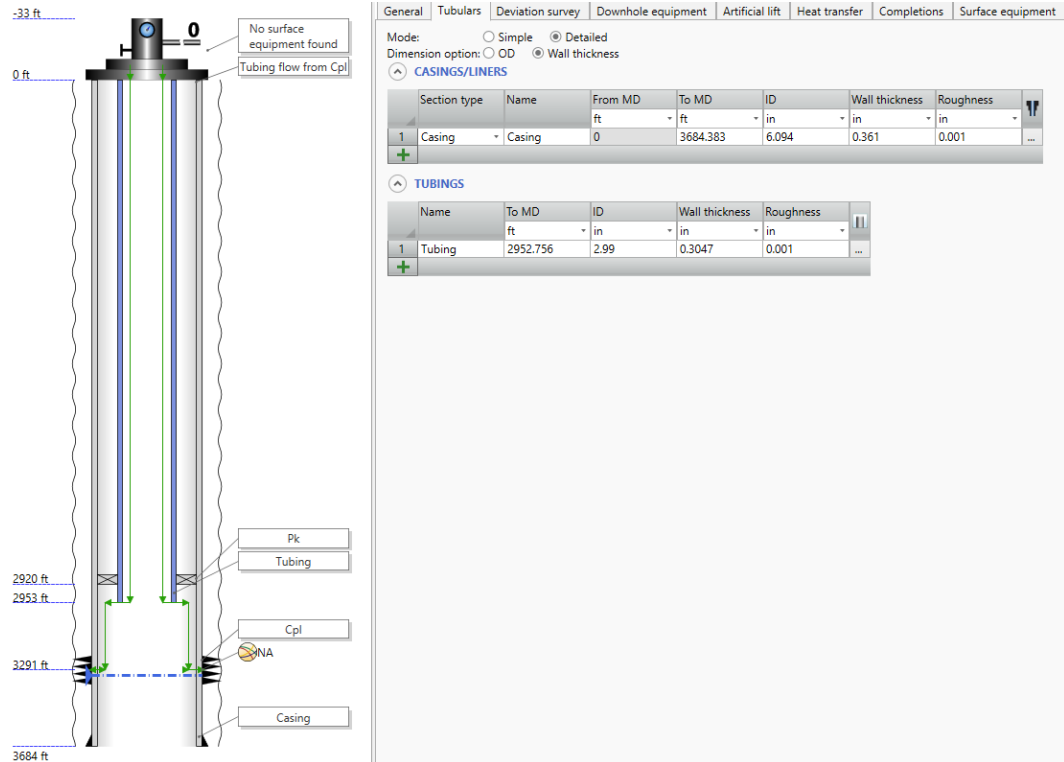 -33 ft
0
No surface
equipment found
Tubing flow from Cpl
0 ft
Pk
Tubing
2920 ft
2953 ft
Cpl
NA
3291 ft
Casing
3684 ft
General Tubulars Deviation survey Downhole equipment Artificial lift Heat transfer Completions Surface equipment
Mode: Simple Detailed
Dimension option: OD Wall thickness
CASINGS/LINERS
Section type Name From MD To MD ID Wall thickness Roughness
ft ft in in in
1 Casing Casing 0 3684.383 6.094 0.361 0.001 ...
TUBINGS
Name To MD ID Wall thickness Roughness
ft in in in
1 Tubing 2952.756 2.99 0.3047 0.001 ...